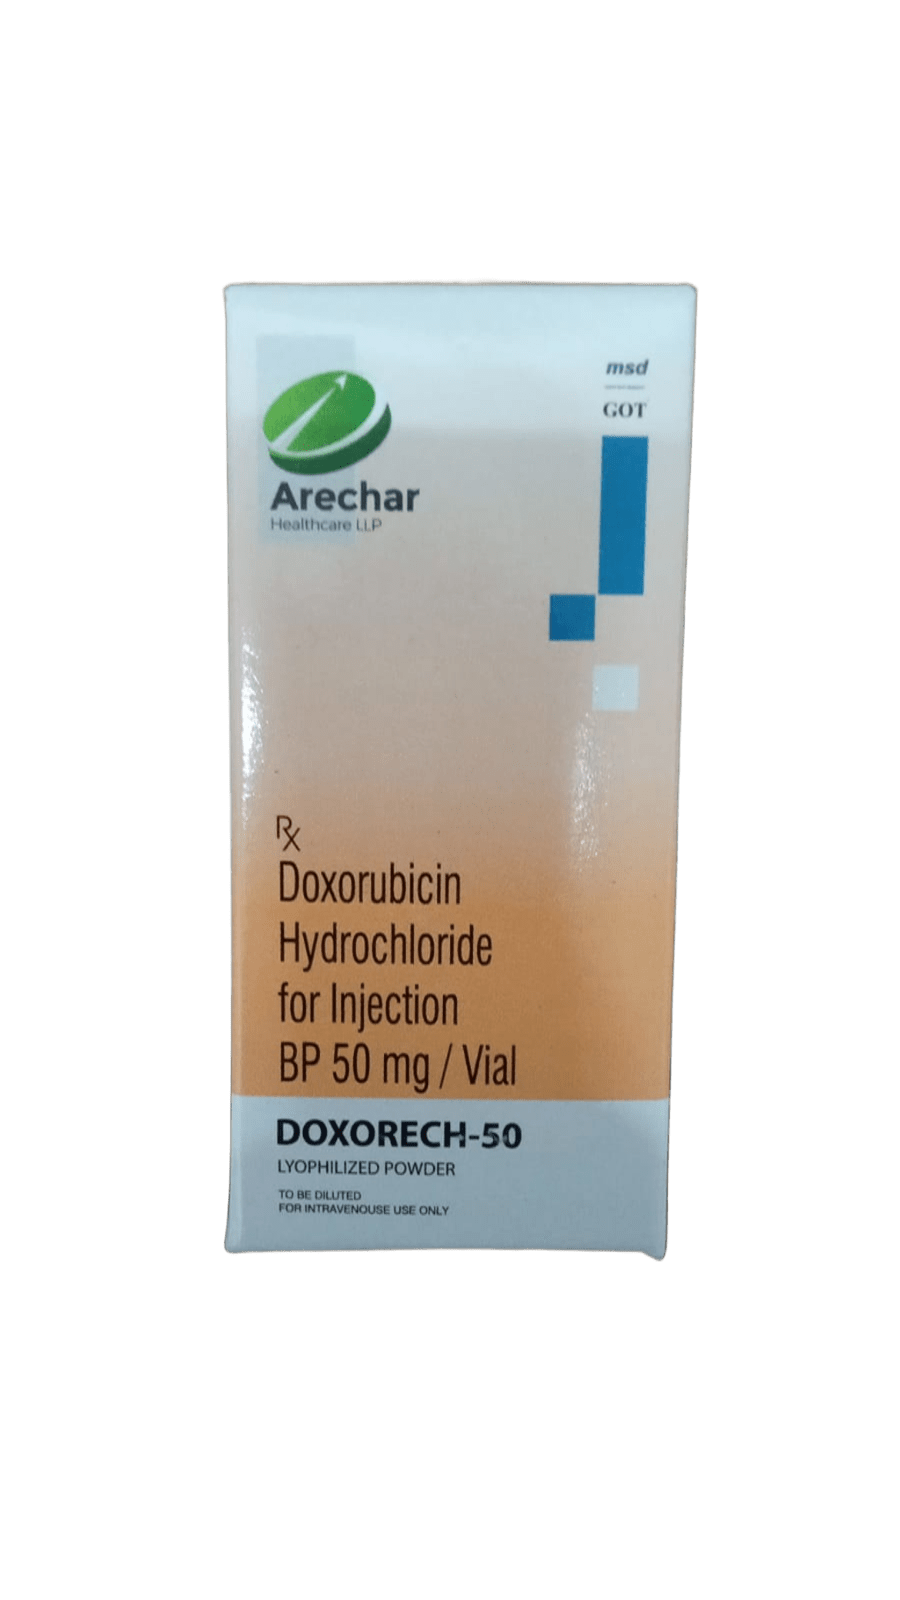 msd
GOT
Arechar
Healthcare LLP
Rx
Doxorubicin
Hydrochloride
for Injection
BP 50 mg / Vial
DOXORECH-50
LYOPHILIZED POWDER
TO BE DILUTED
FOR INTRAVENOUSE USE ONLY